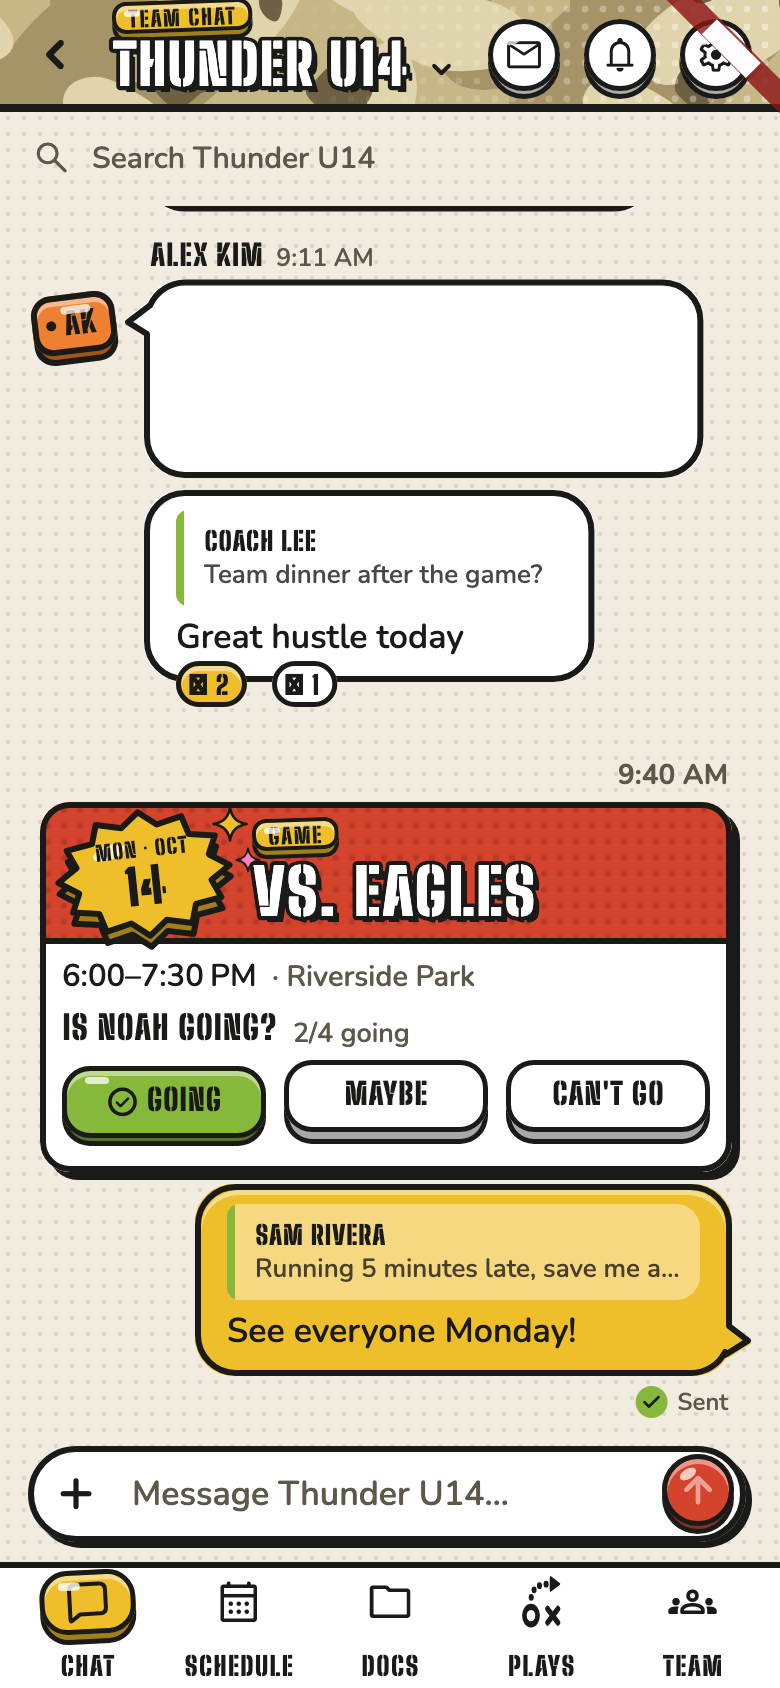 TEAM CHAT
THUNDER U14
Search Thunder U14
ALEX KIM 9:11 AM
AK
COACH LEE
Team dinner after the game?
Great hustle today
2 1
9:40 AM
MON · OCT
14
GAME
VS. EAGLES
6:00–7:30 PM · Riverside Park
IS NOAH GOING? 2/4 going
GOING MAYBE CAN'T GO
SAM RIVERA
Running 5 minutes late, save me a...
See everyone Monday!
Sent
Message Thunder U14...
CHAT SCHEDULE DOCS PLAYS TEAM